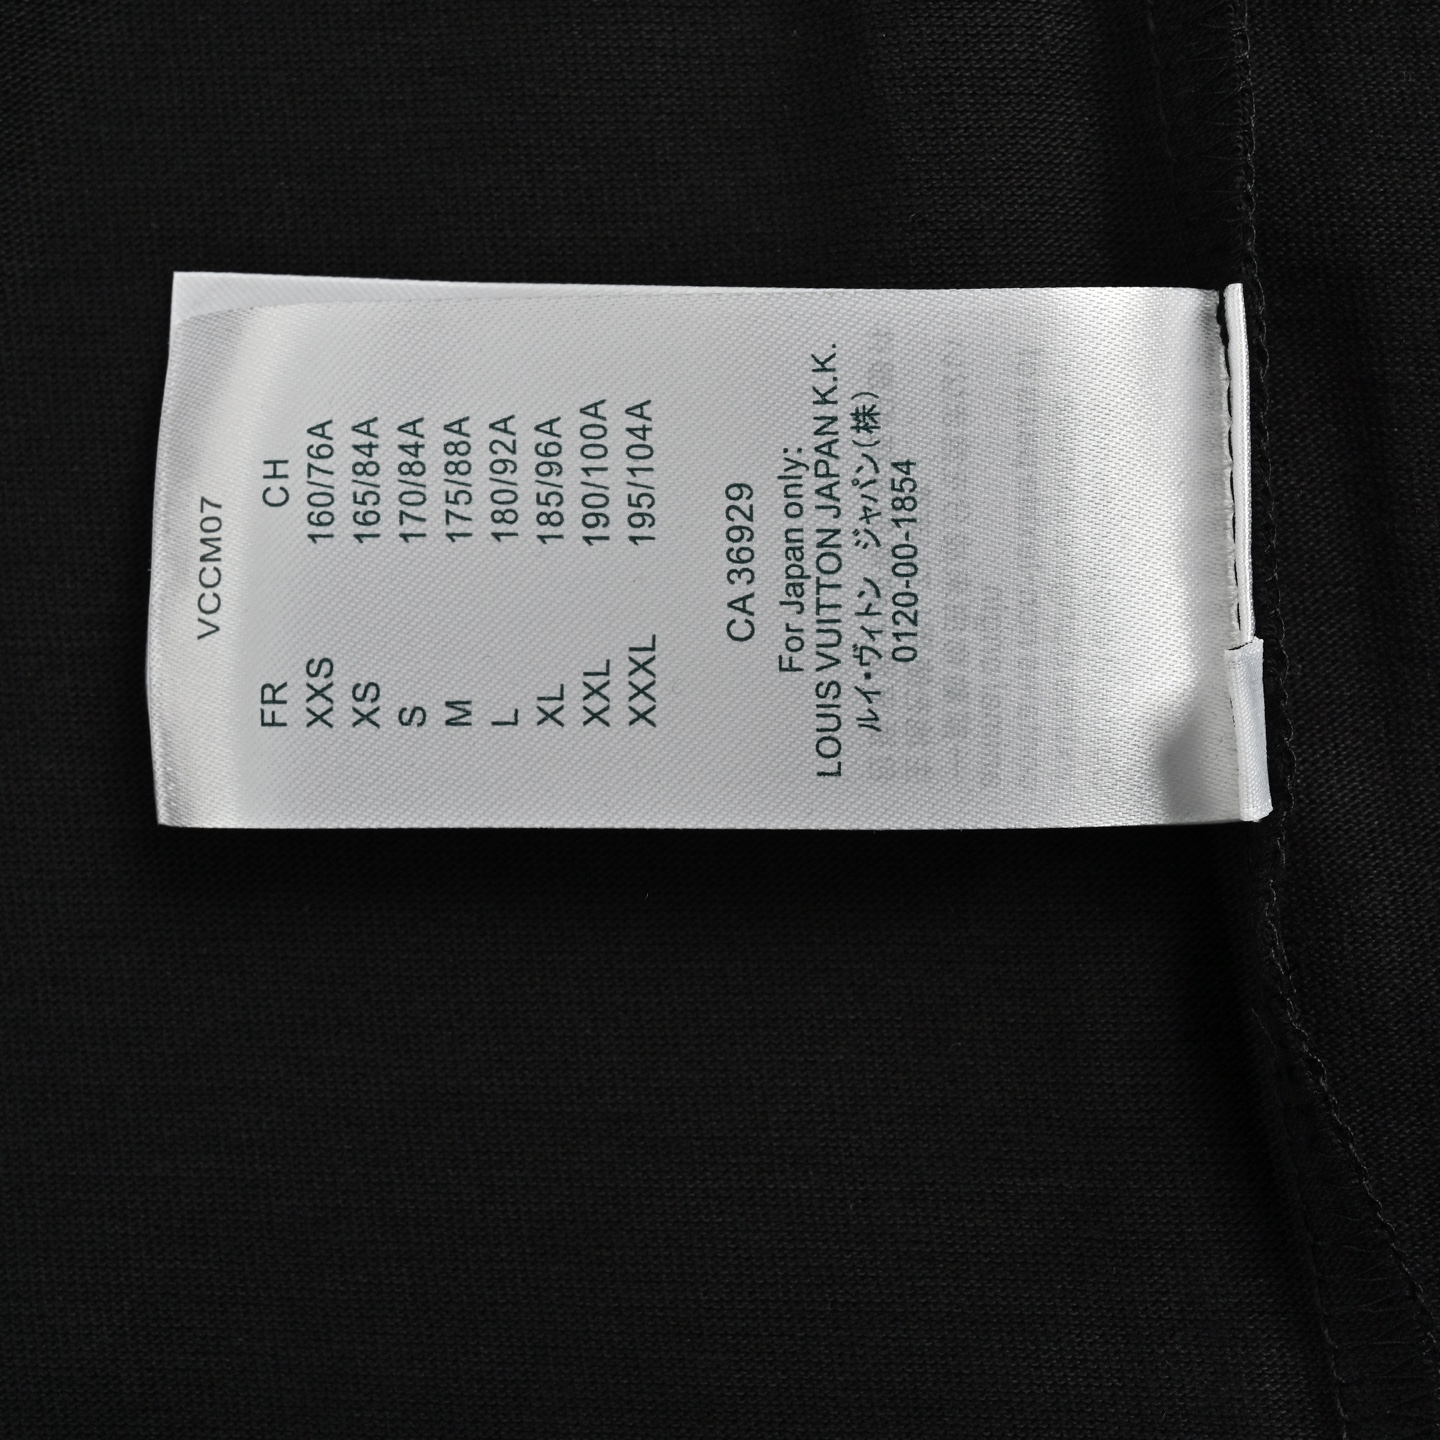 VCCM07
FR CH
XXS 160/76A
XS 165/84A
S 170/84A
M 175/88A
L 180/92A
XL 185/96A
XXL 190/100A
XXXL 195/104A
CA 36929
For Japan only:
LOUIS VUITTON JAPAN K.K.
ルイ・ヴィトン ジャパン(株)
0120-00-1854